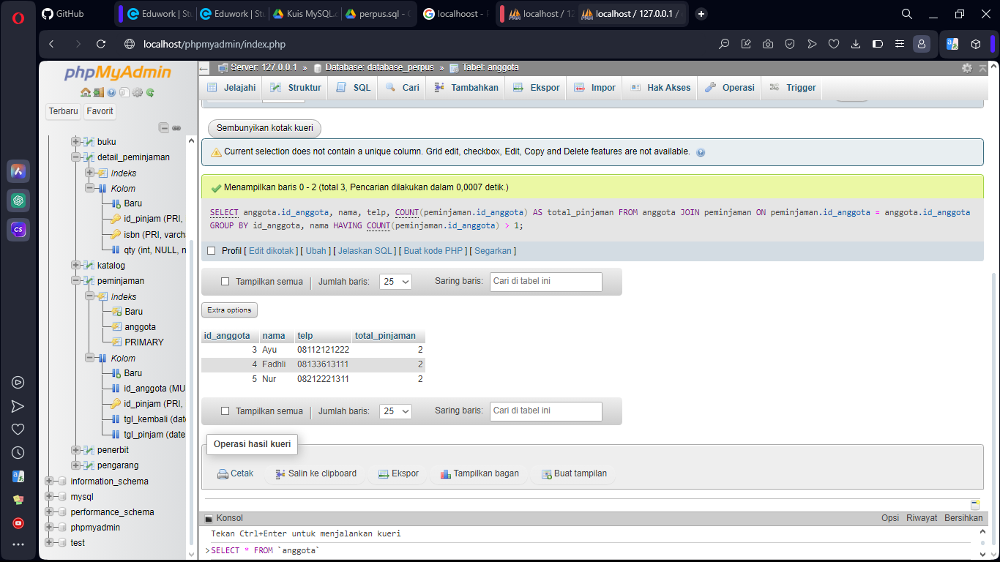 GitHub
Eduwork | Stu
Eduwork | Stu
Kuis MySQL.d
perpus.sql - G
localhoost - P
localhost / 127
localhost / 127.0.0.1 /
localhost/phpmyadmin/index.php
phpMyAdmin
Terbaru
Favorit
buku
detail_peminjaman
Indeks
Kolom
Baru
id_pinjam (PRI,
isbn (PRI, varch
qty (int, NULL, n
katalog
peminjaman
Indeks
Baru
anggota
PRIMARY
Kolom
Baru
id_anggota (MU
id_pinjam (PRI,
tgl_kembali (date
tgl_pinjam (date
penerbit
pengarang
information_schema
mysql
performance_schema
phpmyadmin
test
Server: 127.0.0.1 » Database: database_perpus » Tabel: anggota
Jelajahi Struktur SQL Cari Tambahkan Ekspor Impor Hak Akses Operasi Trigger
Sembunyikan kotak kueri
Current selection does not contain a unique column. Grid edit, checkbox, Edit, Copy and Delete features are not available.
Menampilkan baris 0 - 2 (total 3, Pencarian dilakukan dalam 0,0007 detik.)
SELECT anggota.id_anggota, nama, telp, COUNT(peminjaman.id_anggota) AS total_pinjaman FROM anggota JOIN peminjaman ON peminjaman.id_anggota = anggota.id_anggota
GROUP BY id_anggota, nama HAVING COUNT(peminjaman.id_anggota) > 1;
Profil [ Edit dikotak ] [ Ubah ] [ Jelaskan SQL ] [ Buat kode PHP ] [ Segarkan ]
Tampilkan semua | Jumlah baris: 25 Saring baris: Cari di tabel ini
Extra options
id_anggota nama telp total_pinjaman
3 Ayu 08112121222 2
4 Fadhli 08133613111 2
5 Nur 08212221311 2
Tampilkan semua | Jumlah baris: 25 Saring baris: Cari di tabel ini
Operasi hasil kueri
Cetak Salin ke clipboard Ekspor Tampilkan bagan Buat tampilan
Konsol Opsi Riwayat Bersihkan
Tekan Ctrl+Enter untuk menjalankan kueri
>SELECT * FROM `anggota`